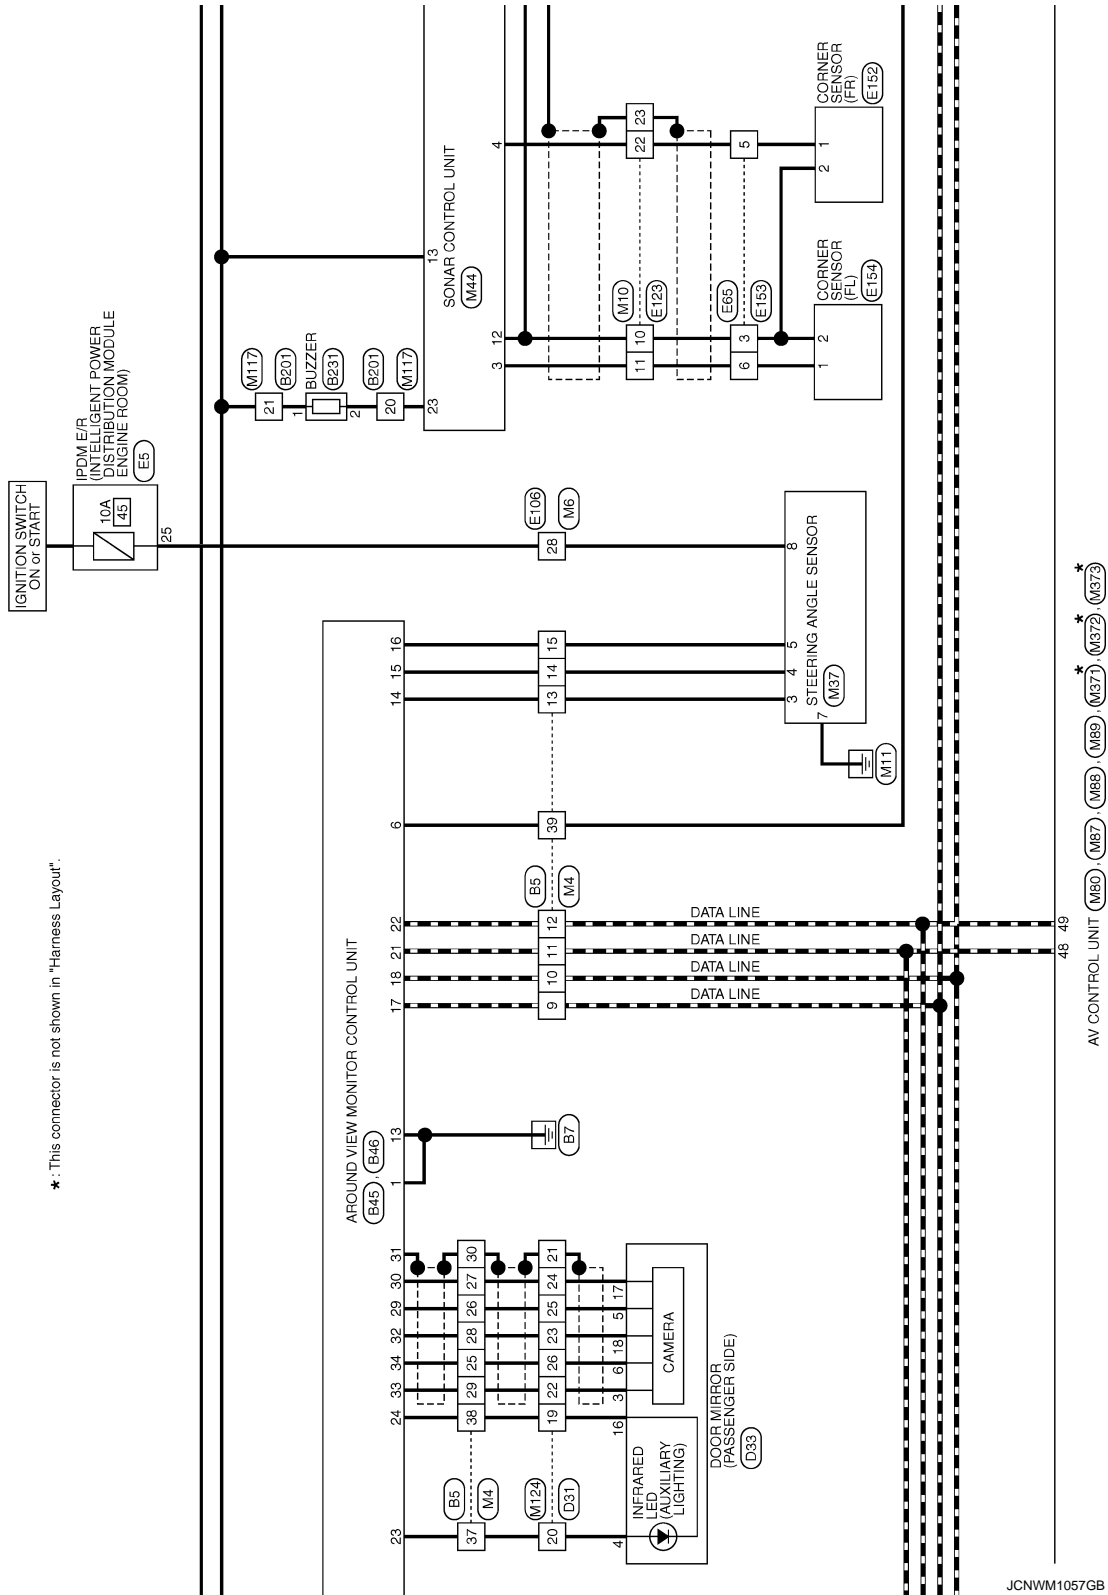 IGNITION SWITCH
ON or START
IPDM E/R
(INTELLIGENT POWER
DISTRIBUTION MODULE
ENGINE ROOM)
E5
10A
45
25
M117
B201
BUZZER
B231
B201
M117
21
1
2
20
23
13
SONAR CONTROL UNIT
M44
4
12
3
23
22
5
1
2
CORNER
SENSOR
(FR)
E152
M10
E123
E65
E153
10
11
3
6
2
1
CORNER
SENSOR
(FL)
E154
E106
M6
28
8
16
15
14
15
14
13
5
4
3
7
STEERING ANGLE SENSOR
M37
M11
6
39
B5
M4
22
21
18
17
12
11
10
9
DATA LINE
DATA LINE
DATA LINE
DATA LINE
49
48
AV CONTROL UNIT M80 , M87 , M88 , M89 , M371 * , M372 * , M373 *
AROUND VIEW MONITOR CONTROL UNIT
B45 , B46
13
1
B7
31
30
29
32
34
33
24
23
30
27
26
28
25
29
38
37
B5
M4
21
24
25
23
26
22
19
20
M124
D31
17
5
18
6
3
16
4
CAMERA
INFRARED
LED
(AUXILIARY
LIGHTING)
DOOR MIRROR
(PASSENGER SIDE)
D33
* : This connector is not shown in "Harness Layout".
JCNWM1057GB